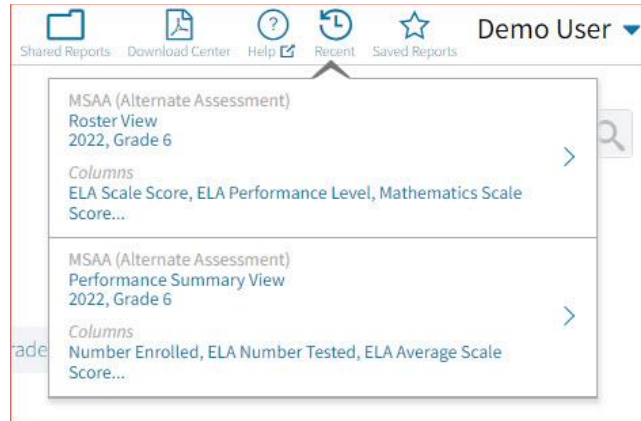 Shared Reports Download Center Help Recent Saved Reports Demo User
MSAA (Alternate Assessment)
Roster View
2022, Grade 6
Columns
ELA Scale Score, ELA Performance Level, Mathematics Scale
Score...
MSAA (Alternate Assessment)
Performance Summary View
2022, Grade 6
Columns
rade
Number Enrolled, ELA Number Tested, ELA Average Scale
Score...